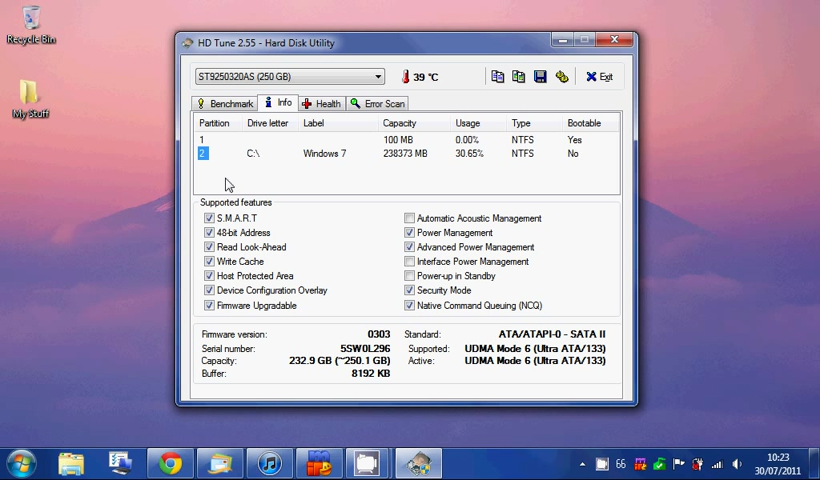 Recycle Bin
My Stuff
HD Tune 2.55 - Hard Disk Utility
ST9250320AS (250 GB)
39 °C
Exit
Benchmark
Info
Health
Error Scan
Partition Drive letter Label Capacity Usage Type Bootable
1 100 MB 0.00% NTFS Yes
2 C:\ Windows 7 238373 MB 30.65% NTFS No
Supported features
S.M.A.R.T
48-bit Address
Read Look-Ahead
Write Cache
Host Protected Area
Device Configuration Overlay
Firmware Upgradable
Automatic Acoustic Management
Power Management
Advanced Power Management
Interface Power Management
Power-up in Standby
Security Mode
Native Command Queuing (NCQ)
Firmware version: 0303
Serial number: 5SW0L296
Capacity: 232.9 GB (~250.1 GB)
Buffer: 8192 KB
Standard: ATA/ATAPI-0 - SATA II
Supported: UDMA Mode 6 (Ultra ATA/133)
Active: UDMA Mode 6 (Ultra ATA/133)
66
10:23
30/07/2011